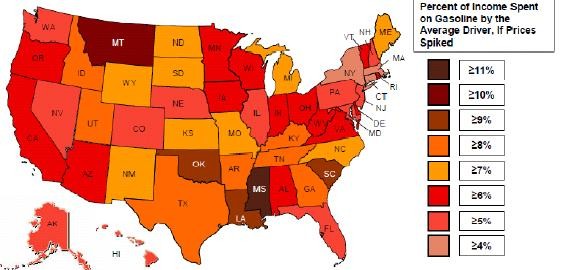 Percent of Income Spent
on Gasoline by the
Average Driver, If Prices
Spiked
≥11%
≥10%
≥9%
≥8%
≥7%
≥6%
≥5%
≥4%
WA
MT
ND
MN
VT
NH
ME
OR
ID
SD
WI
MI
NY
MA
RI
WY
IA
PA
CT
NJ
NV
NE
IL
IN
OH
DE
MD
UT
CO
KS
MO
KY
WV
VA
CA
AZ
NM
OK
AR
TN
NC
SC
TX
LA
MS
AL
GA
FL
AK
HI